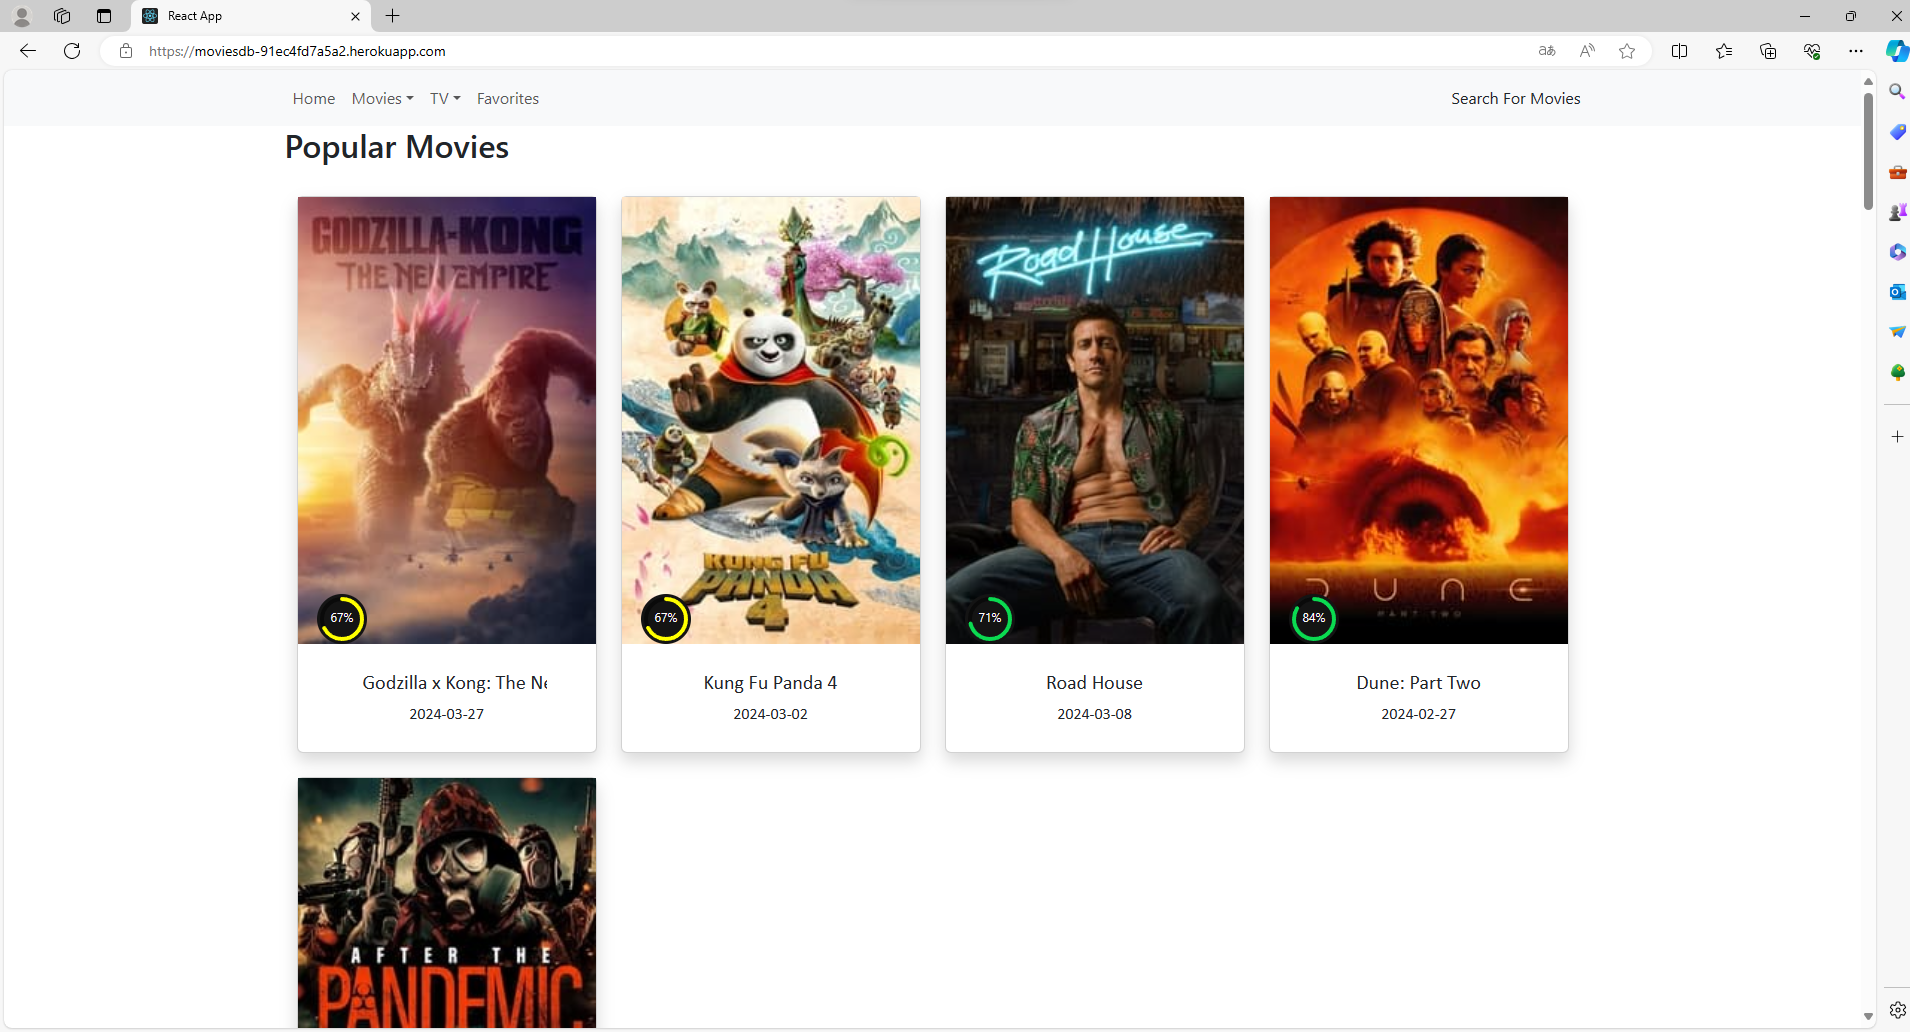 React App
https://moviesdb-91ec4fd7a5a2.herokuapp.com
Home Movies TV Favorites Search For Movies
Popular Movies
GODZILLA x KONG
THE NEW EMPIRE
67%
Godzilla x Kong: The Ne
2024-03-27
KUNG FU
PANDA
4
67%
Kung Fu Panda 4
2024-03-02
Road House
71%
Road House
2024-03-08
DUNE
PART TWO
84%
Dune: Part Two
2024-02-27
AFTER THE
PANDEMIC